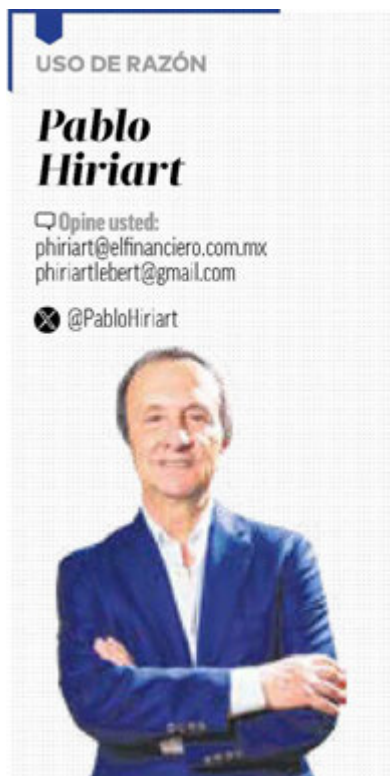 USO DE RAZÓN
Pablo
Hiriart
Opine usted:
phiriart@elfinanciero.com.mx
phiriartlebert@gmail.com
@PabloHiriart